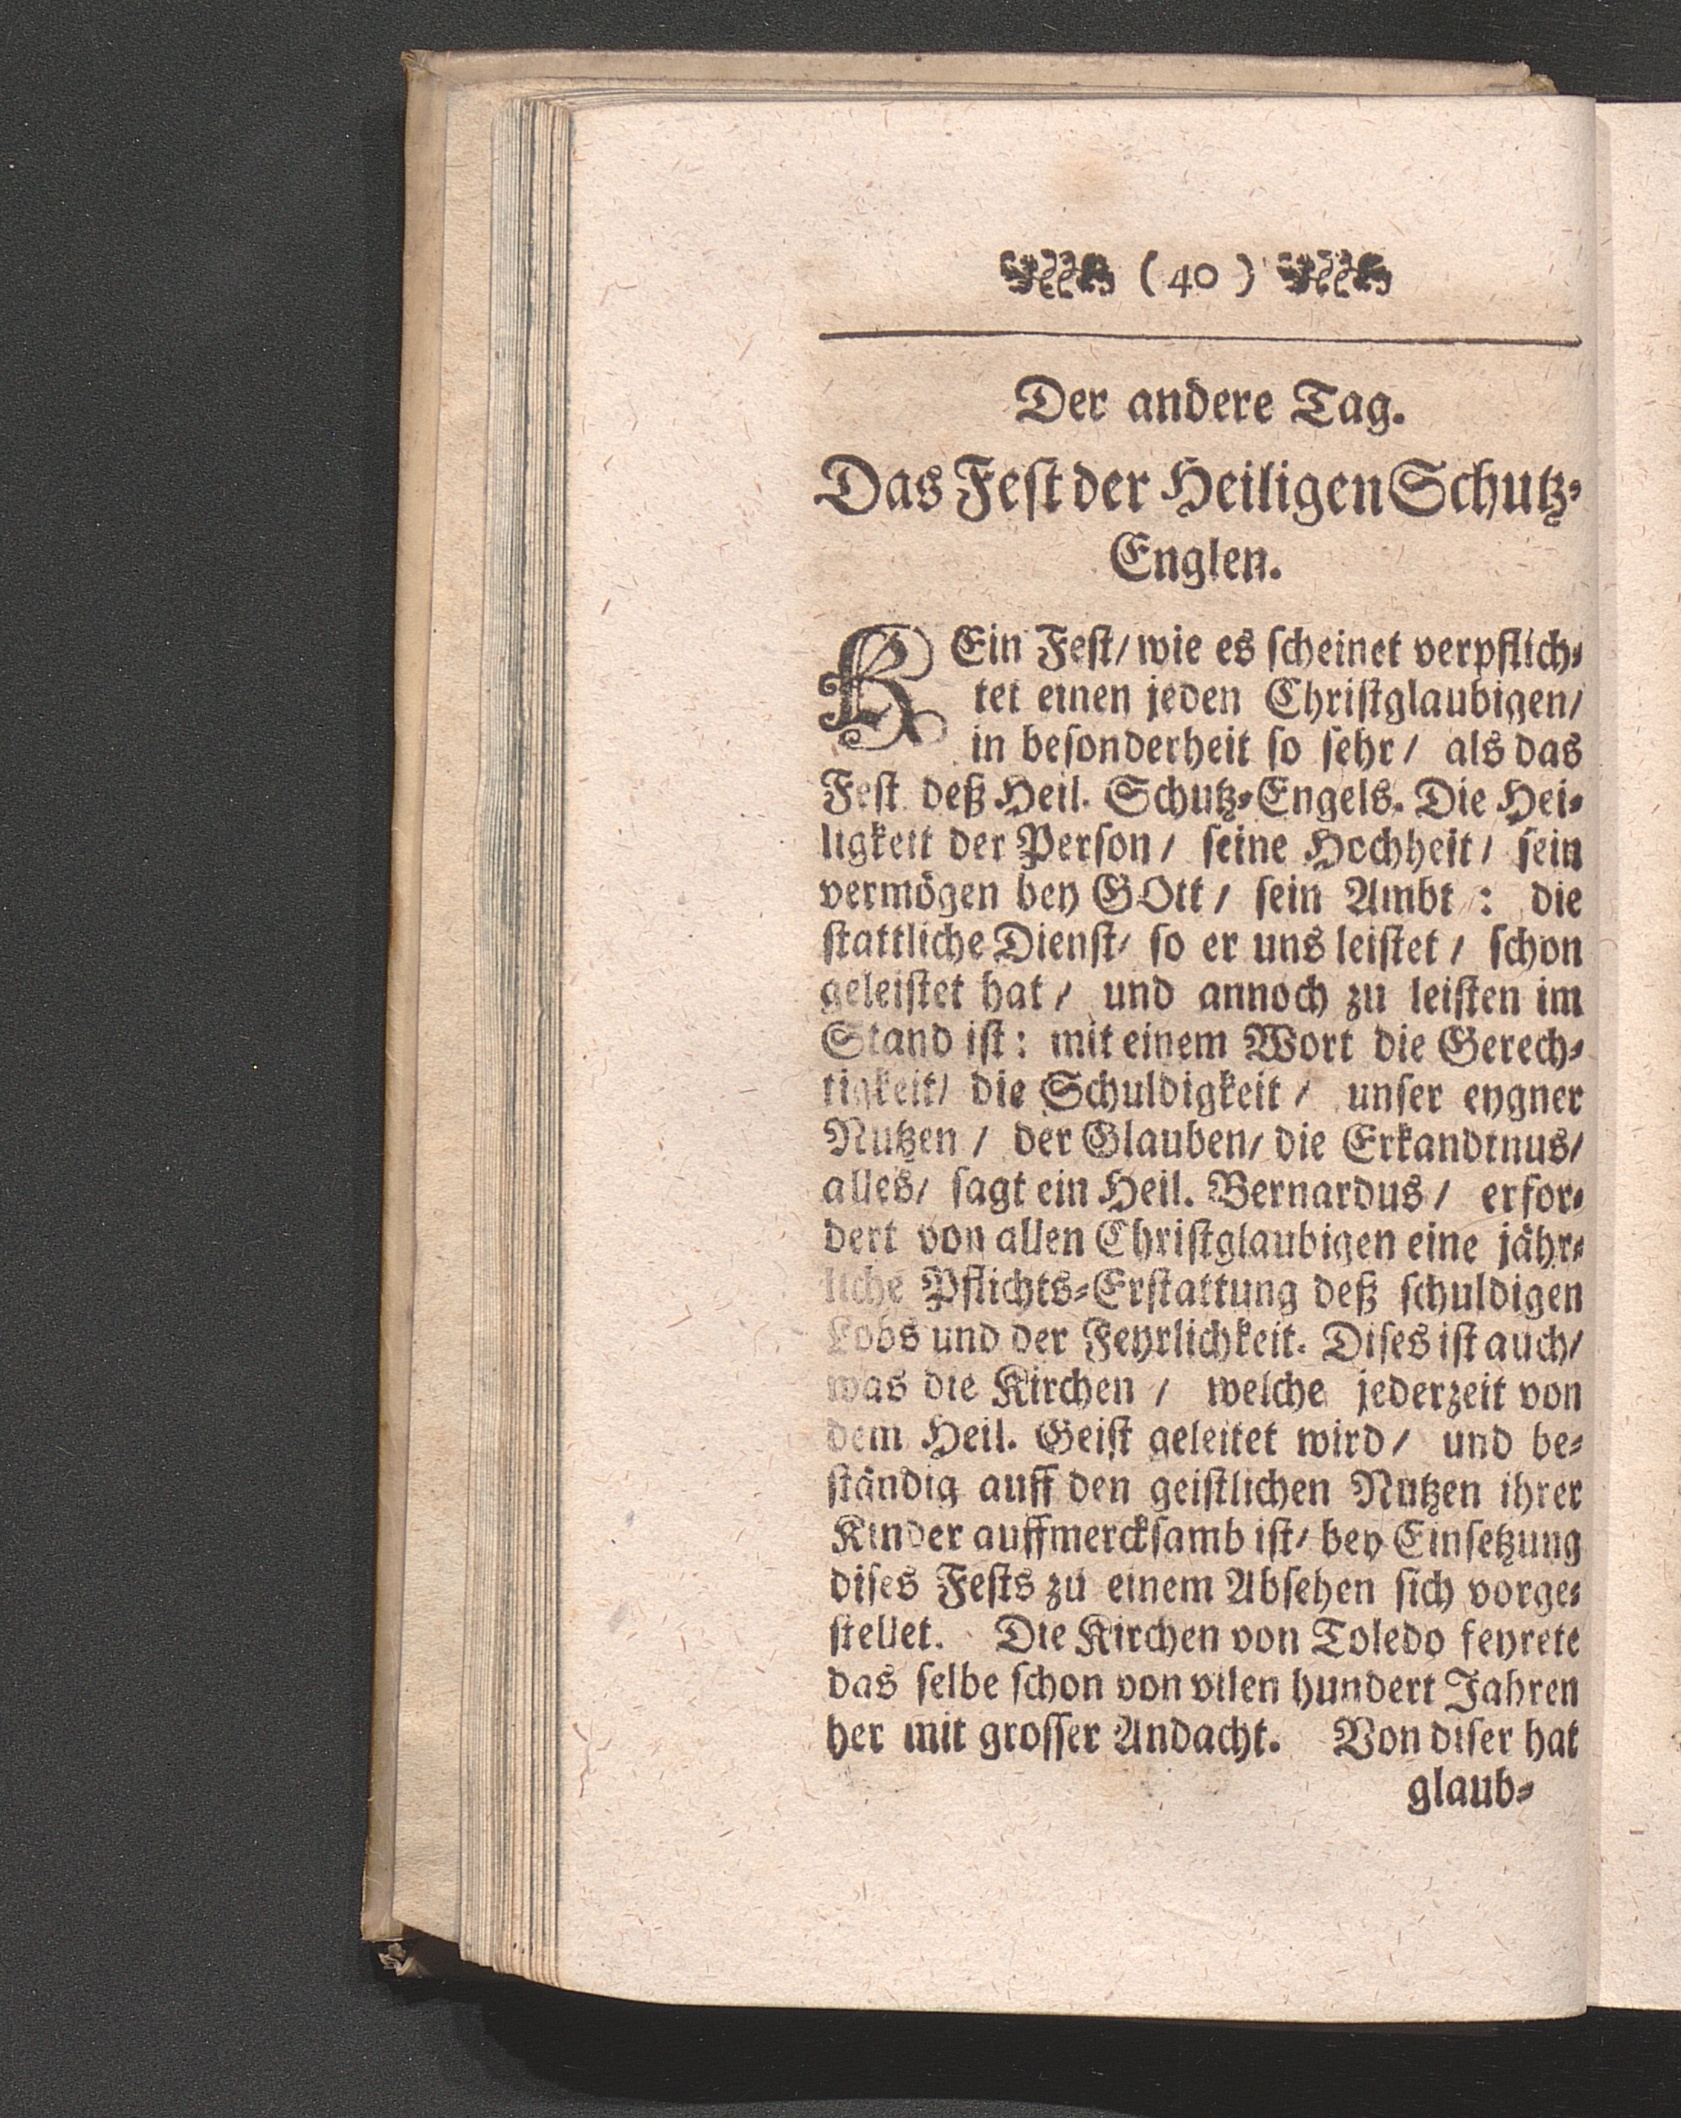 ( 40 )
Der andere Tag.
Das Fest der Heiligen Schutz-
Englen.
KEin Fest/ wie es scheinet verpflich-
tet einen jeden Christglaubigen/
in besonderheit so sehr/ als das
Fest deß Heil. Schutz-Engels. Die Hei-
ligkeit der Person/ seine Hochheit/ sein
vermögen bey GOtt/ sein Ambt: die
stattliche Dienst/ so er uns leistet/ schon
geleistet hat/ und annoch zu leisten im
Stand ist: mit einem Wort die Gerech-
tigkeit/ die Schuldigkeit/ unser eygner
Nutzen/ der Glauben/ die Erkandtnus/
alles/ sagt ein Heil. Bernardus/ erfor-
dert von allen Christglaubigen eine jähr-
liche Pflichts-Erstattung deß schuldigen
Lobs und der Feyrlichkeit. Dises ist auch/
was die Kirchen/ welche jederzeit von
dem Heil. Geist geleitet wird/ und be-
ständig auff den geistlichen Nutzen ihrer
Kinder auffmercksamb ist/ bey Einsetzung
dises Fests zu einem Absehen sich vorge-
stellet. Die Kirchen von Toledo feyrete
das selbe schon von vilen hundert Jahren
her mit grosser Andacht. Von diser hat
glaub-